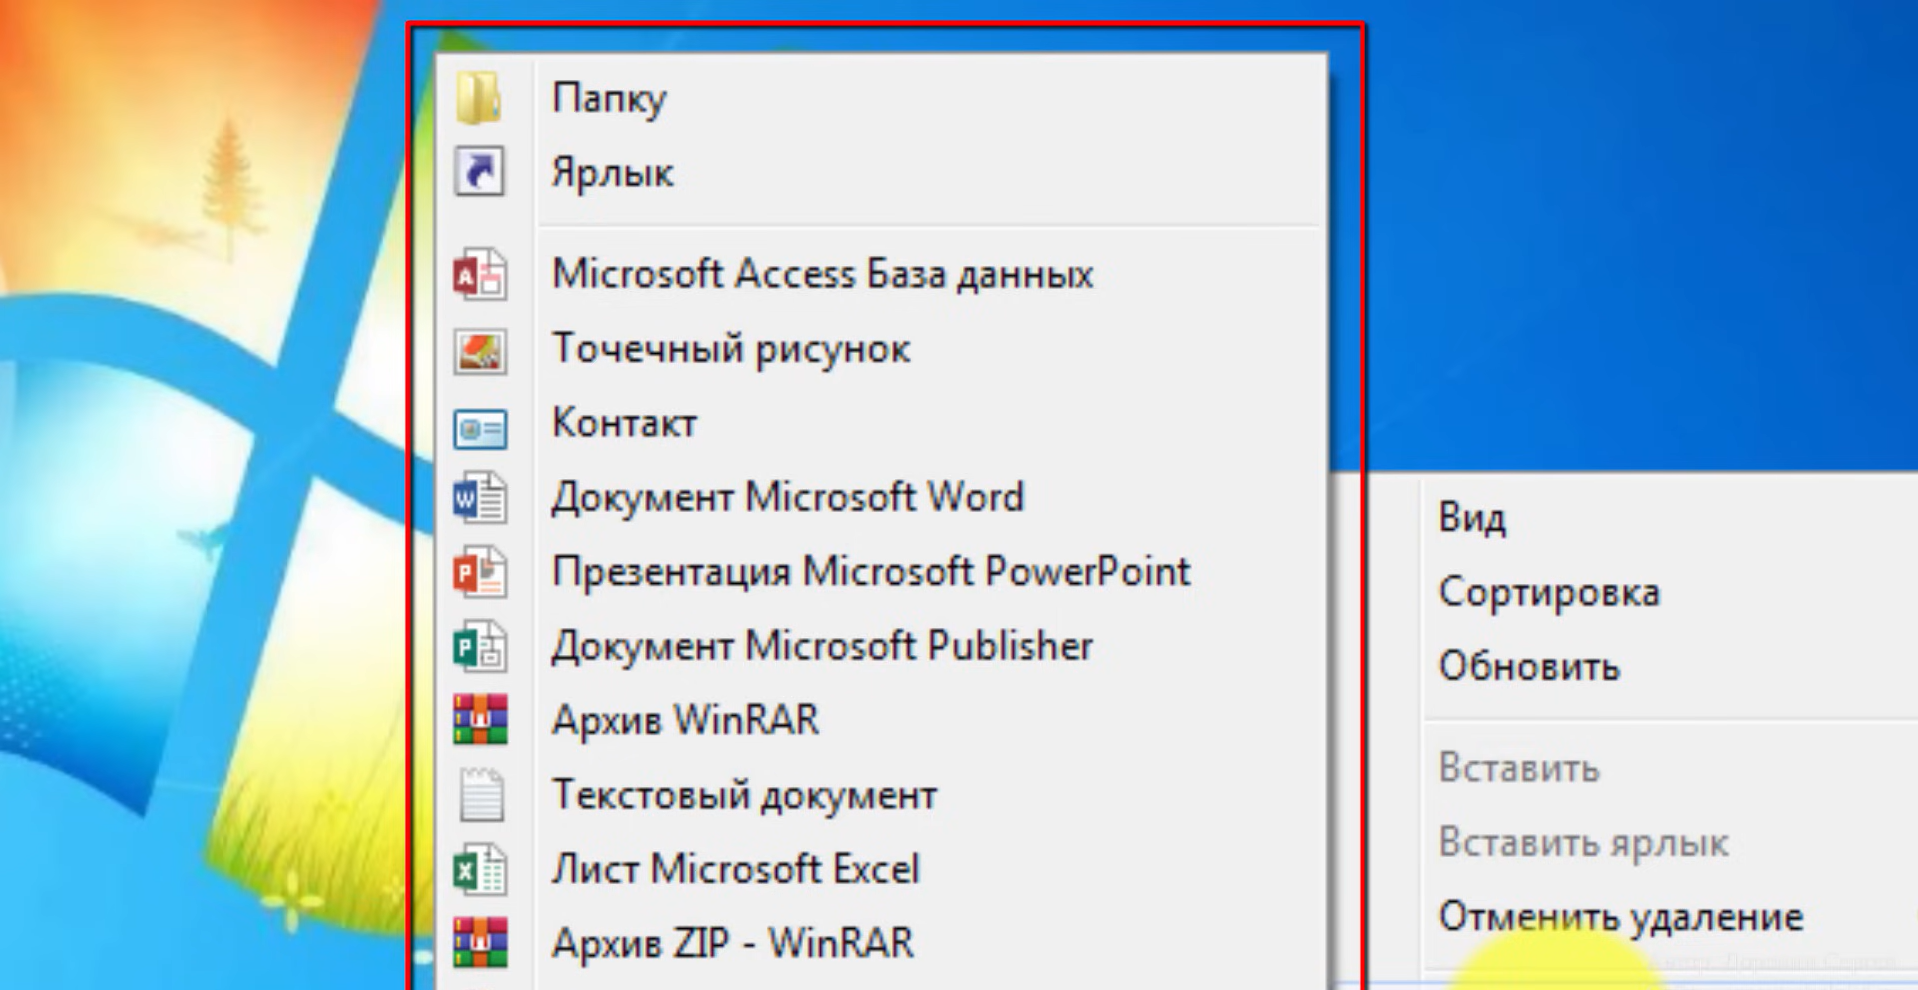 Папку
Ярлык
Microsoft Access База данных
Точечный рисунок
Контакт
Документ Microsoft Word
Презентация Microsoft PowerPoint
Документ Microsoft Publisher
Архив WinRAR
Текстовый документ
Лист Microsoft Excel
Архив ZIP - WinRAR
Вид
Сортировка
Обновить
Вставить
Вставить ярлык
Отменить удаление